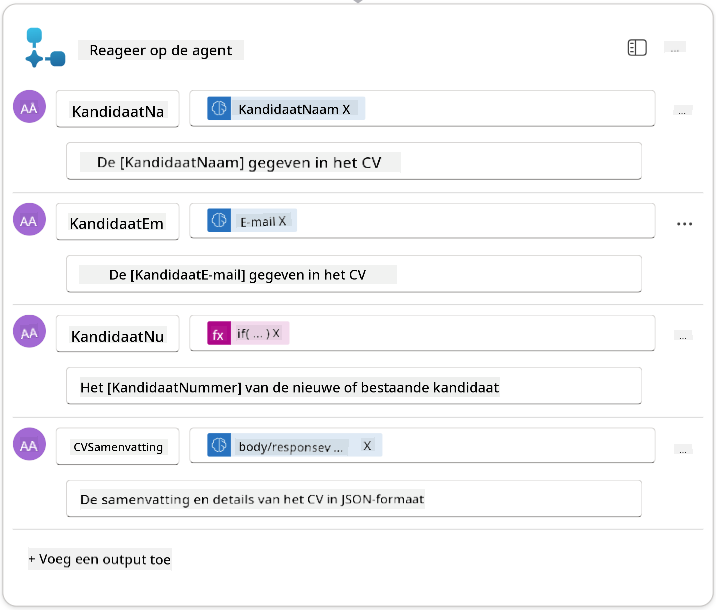 Reageer op de agent
...
AA KandidaatNa KandidaatNaam X ...
De [KandidaatNaam] gegeven in het CV
AA KandidaatEm E-mail X ...
De [KandidaatE-mail] gegeven in het CV
AA KandidaatNu fx if( ... ) X ...
Het [KandidaatNummer] van de nieuwe of bestaande kandidaat
AA CVSamenvatting body/responsev ... X ...
De samenvatting en details van het CV in JSON-formaat
+ Voeg een output toe